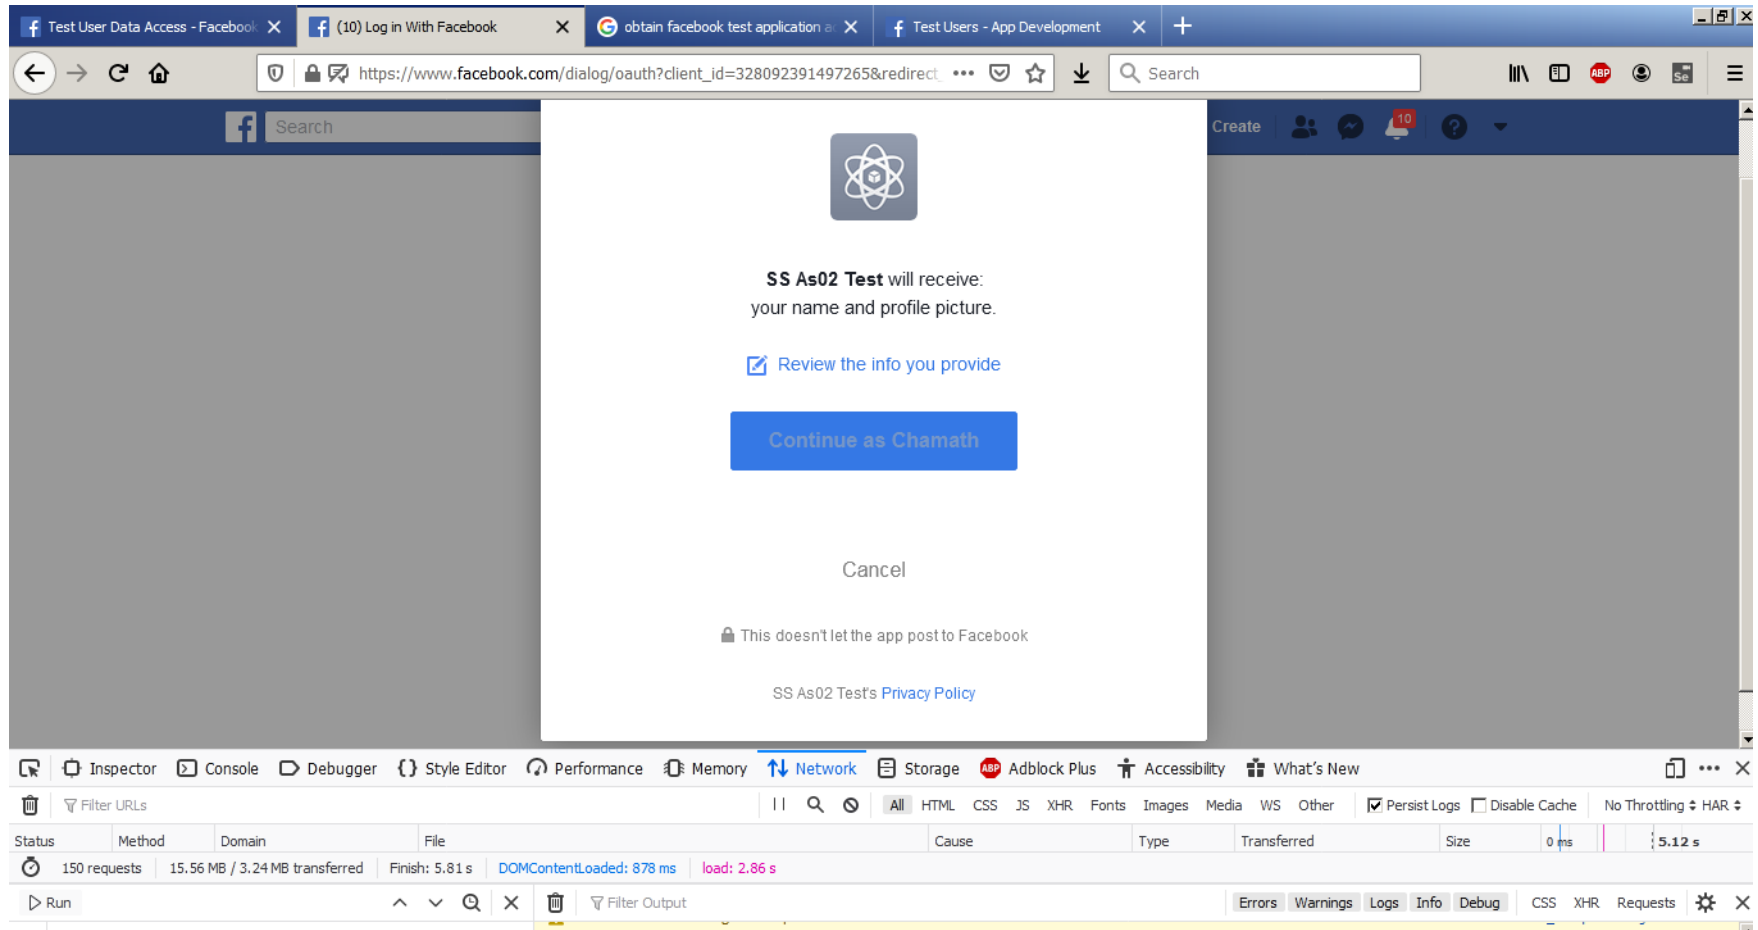 Test User Data Access - Facebook
(10) Log in With Facebook
obtain facebook test application a
Test Users - App Development
https://www.facebook.com/dialog/oauth?client_id=328092391497265&redirect_
Search
ABP
Se
Search
Create
10
SS As02 Test will receive:
your name and profile picture.
Review the info you provide
Continue as Chamath
Cancel
This doesn't let the app post to Facebook
SS As02 Test's Privacy Policy
Inspector Console Debugger {} Style Editor Performance Memory Network Storage ABP Adblock Plus Accessibility What's New
Filter URLs All HTML CSS JS XHR Fonts Images Media WS Other Persist Logs Disable Cache No Throttling HAR
Status Method Domain File Cause Type Transferred Size 0 ms 5.12 s
150 requests 15.56 MB / 3.24 MB transferred Finish: 5.81 s DOMContentLoaded: 878 ms load: 2.86 s
Run Filter Output Errors Warnings Logs Info Debug CSS XHR Requests